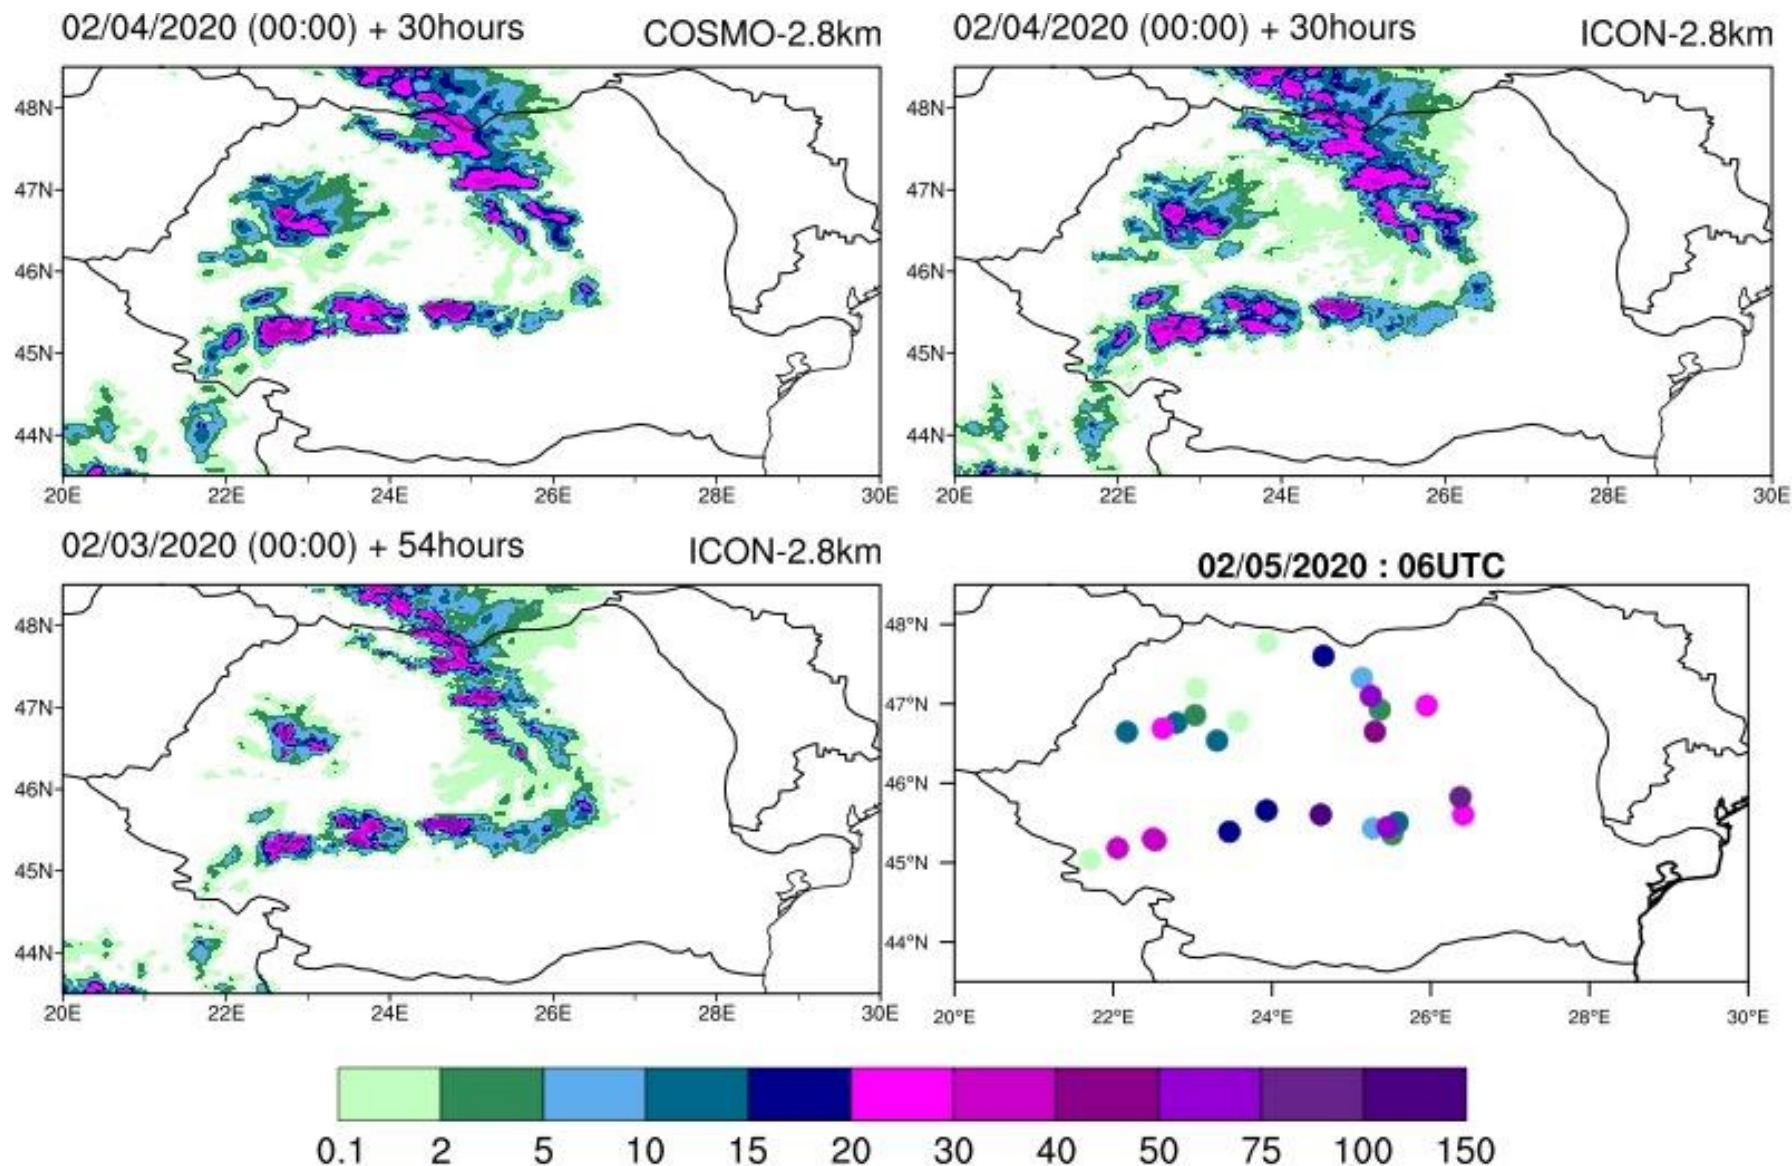 02/04/2020 (00:00) + 30hours COSMO-2.8km
48N
47N
46N
45N
44N
20E 22E 24E 26E 28E 30E
02/04/2020 (00:00) + 30hours ICON-2.8km
48N
47N
46N
45N
44N
20E 22E 24E 26E 28E 30E
02/03/2020 (00:00) + 54hours ICON-2.8km
48N
47N
46N
45N
44N
20E 22E 24E 26E 28E 30E
02/05/2020 : 06UTC
48°N
47°N
46°N
45°N
44°N
20°E 22°E 24°E 26°E 28°E 30°E
0.1 2 5 10 15 20 30 40 50 75 100 150